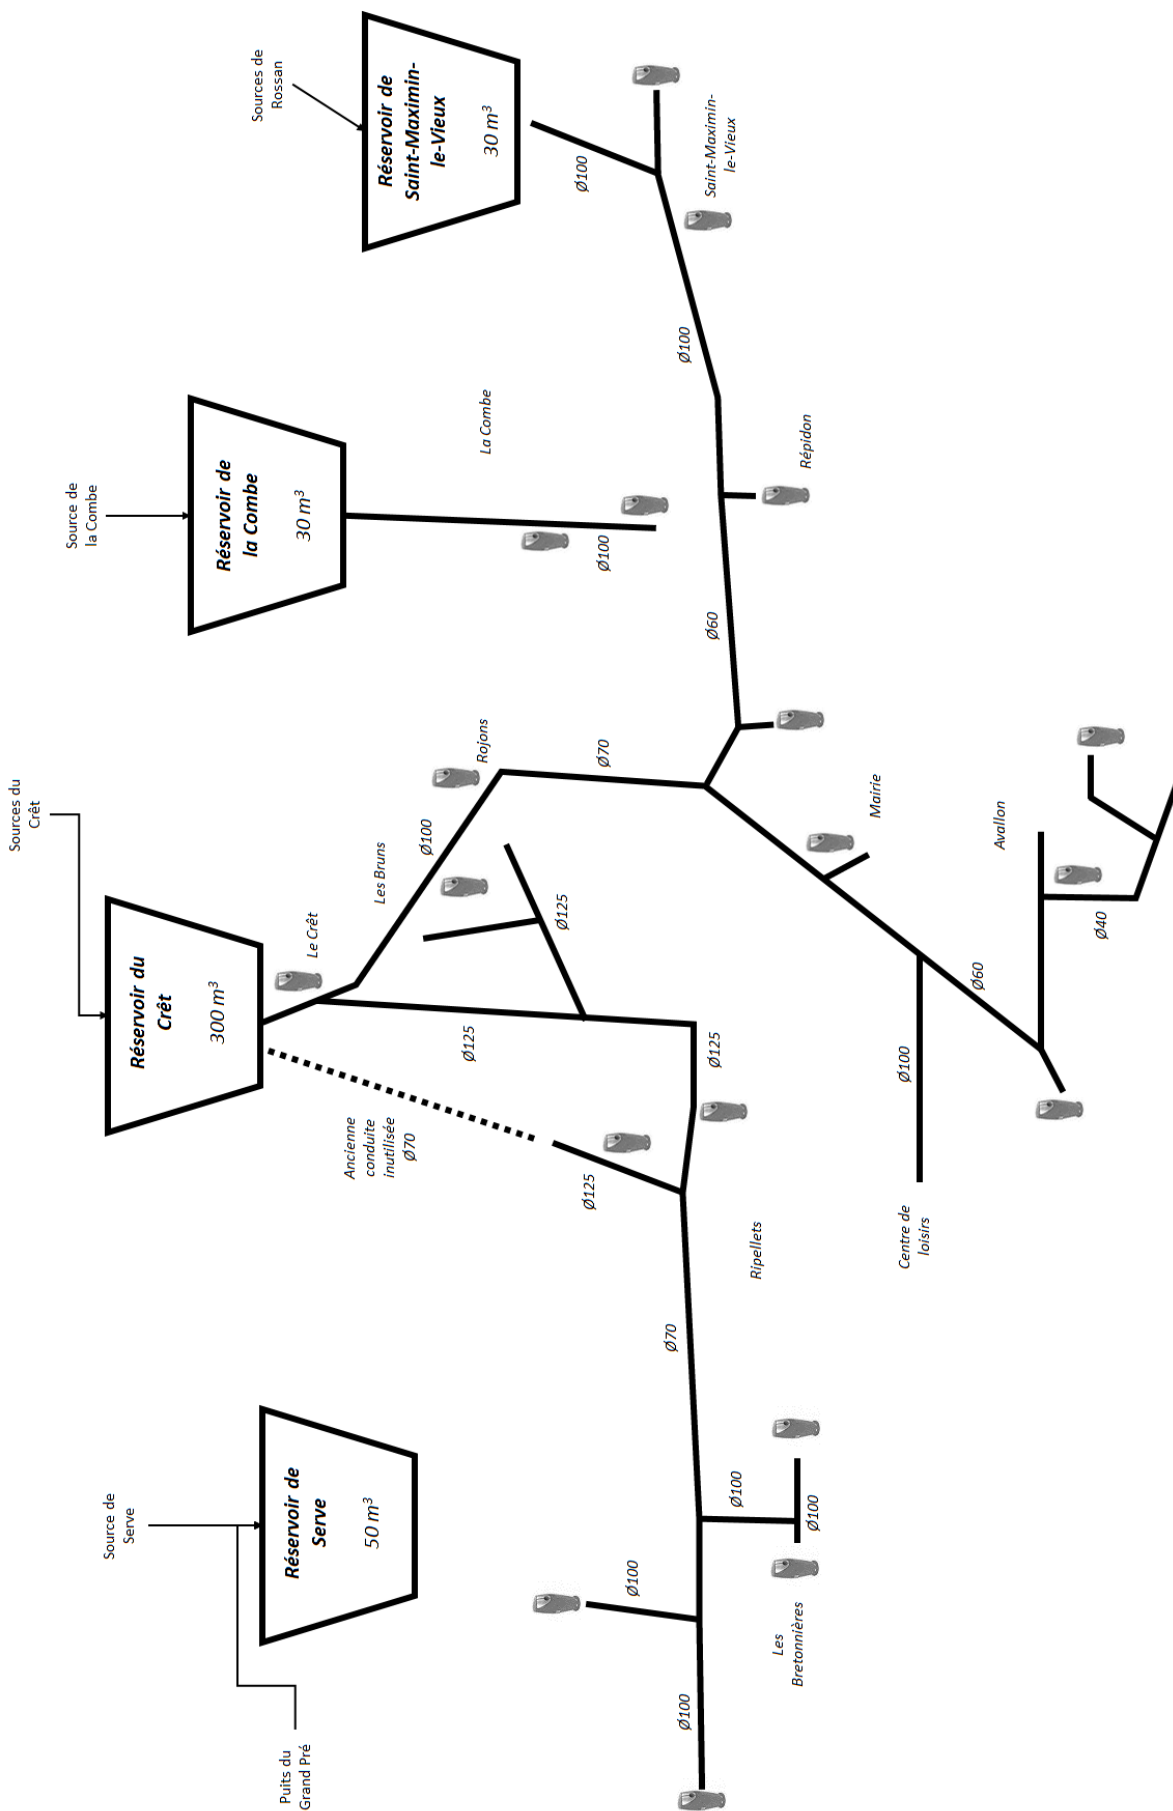 Puits du
Grand Pré
Source de
Serve
Réservoir de
Serve
50 m³
Sources du
Crêt
Réservoir du
Crêt
300 m³
Source de
la Combe
Réservoir de
la Combe
30 m³
Sources de
Rossan
Réservoir de
Saint-Maximin-
le-Vieux
30 m³
Ancienne
conduite
inutilisée
Ø70
Le Crêt
Les Bruns
Ø100
Rojons
La Combe
Ø100
Ø100
Saint-Maximin-
le-Vieux
Ø125
Ø125
Ø125
Ø125
Ø70
Ø60
Ø100
Répidon
Ø100
Ø100
Ø100
Ø100
Ø70
Ripellets
Les
Bretonnières
Mairie
Centre de
loisirs
Ø100
Ø60
Avallon
Ø40